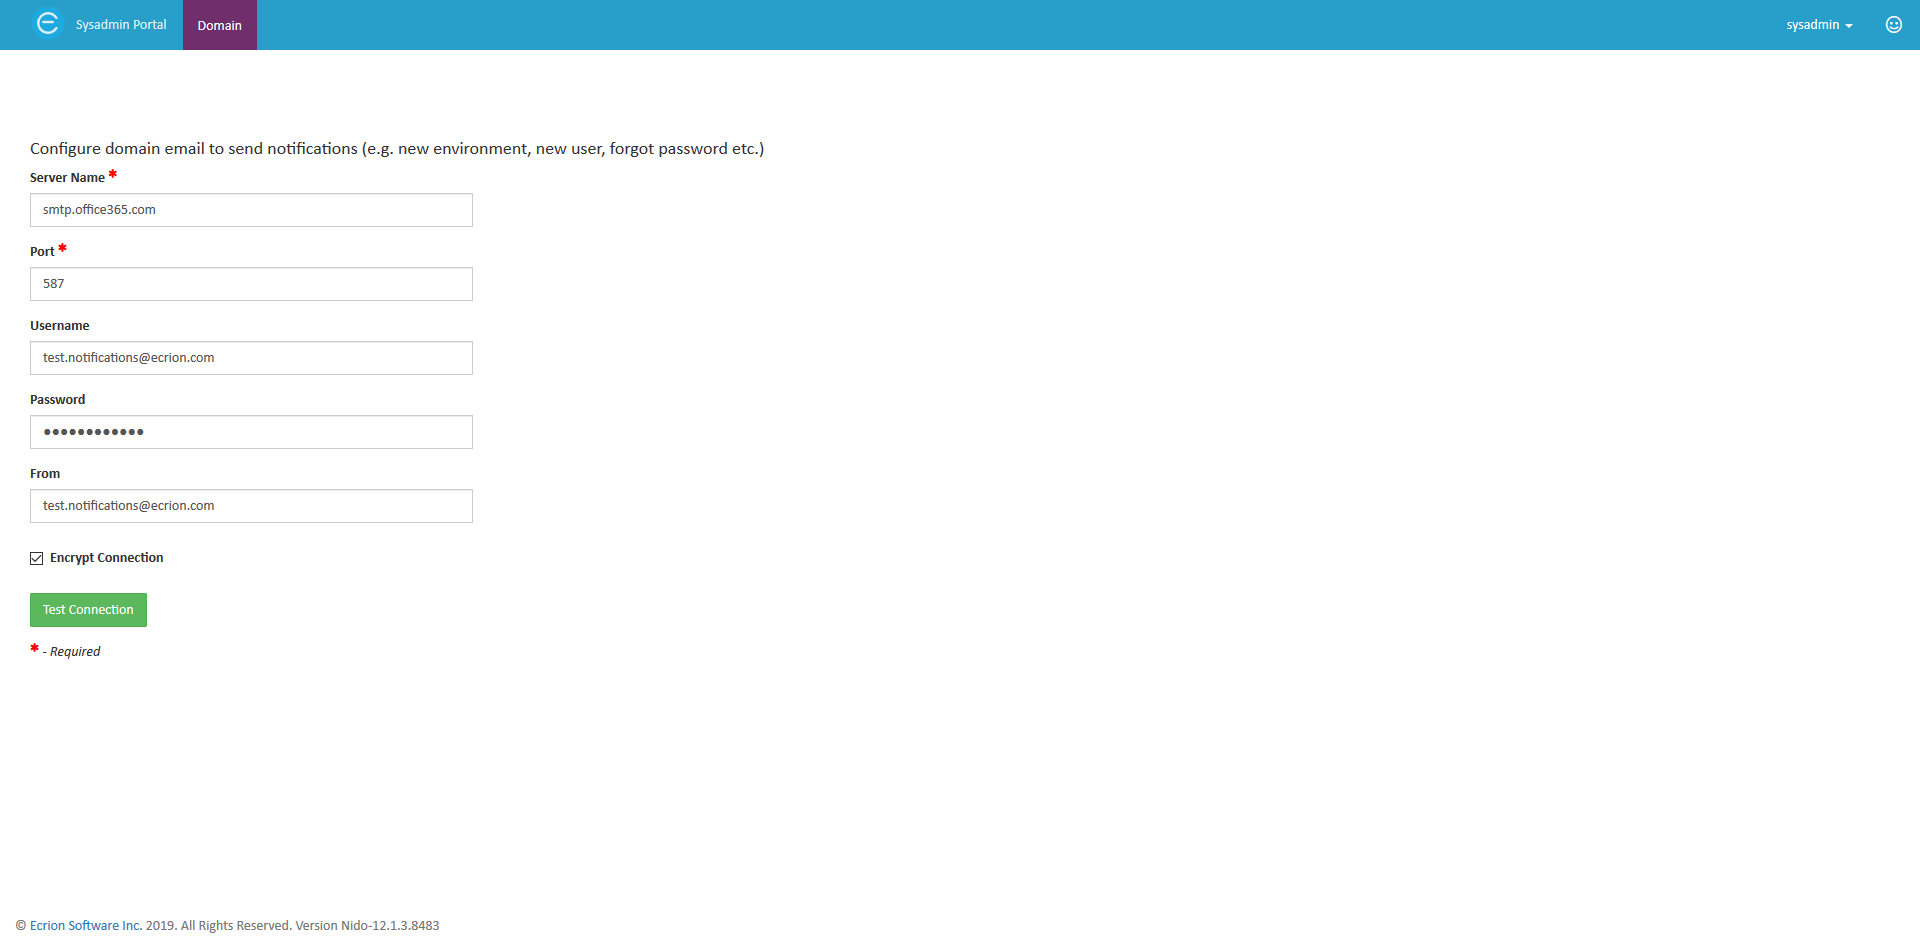 Sysadmin Portal
Domain
sysadmin
Configure domain email to send notifications (e.g. new environment, new user, forgot password etc.)
Server Name *
smtp.office365.com
Port *
587
Username
test.notifications@ecrion.com
Password
●●●●●●●●●●●●
From
test.notifications@ecrion.com
Encrypt Connection
Test Connection
* - Required
© Ecrion Software Inc. 2019. All Rights Reserved. Version Nido-12.1.3.8483